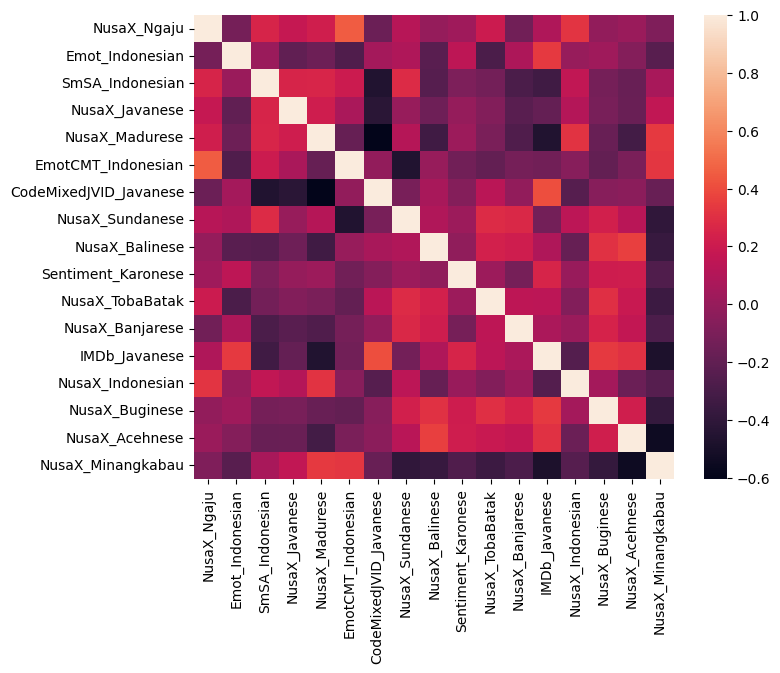 NusaX_Ngaju
Emot_Indonesian
SmSA_Indonesian
NusaX_Javanese
NusaX_Madurese
EmotCMT_Indonesian
CodeMixedJVID_Javanese
NusaX_Sundanese
NusaX_Balinese
Sentiment_Karonese
NusaX_TobaBatak
NusaX_Banjarese
IMDb_Javanese
NusaX_Indonesian
NusaX_Buginese
NusaX_Acehnese
NusaX_Minangkabau
NusaX_Ngaju
Emot_Indonesian
SmSA_Indonesian
NusaX_Javanese
NusaX_Madurese
EmotCMT_Indonesian
CodeMixedJVID_Javanese
NusaX_Sundanese
NusaX_Balinese
Sentiment_Karonese
NusaX_TobaBatak
NusaX_Banjarese
IMDb_Javanese
NusaX_Indonesian
NusaX_Buginese
NusaX_Acehnese
NusaX_Minangkabau
1.0
0.8
0.6
0.4
0.2
0.0
−0.2
−0.4
−0.6